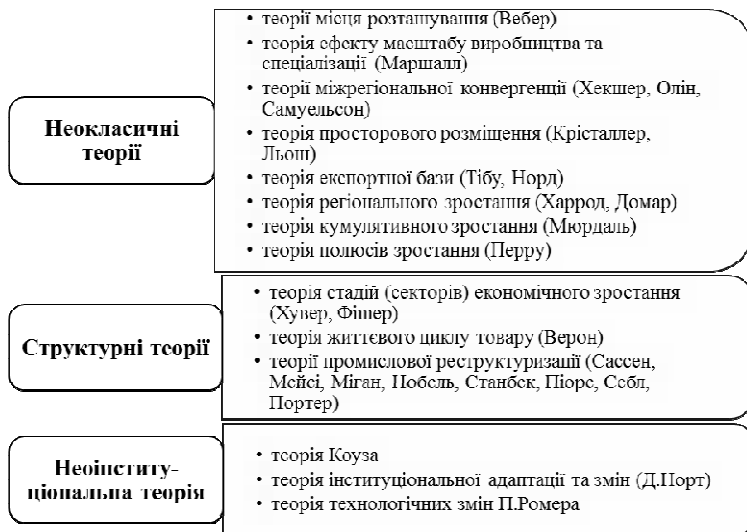 Неокласичні
теорії
• теорії місця розташування (Вебер)
• теорія ефекту масштабу виробництва та
спеціалізації (Маршалл)
• теорії міжрегіональної конвергенції (Хекшер, Олін,
Самуельсон)
• теорія просторового розміщення (Крісталлер,
Льош)
• теорія експортної бази (Тібу, Норд)
• теорія регіонального зростання (Харрод, Домар)
• теорія кумулятивного зростання (Мюрдаль)
• теорія полюсів зростання (Перру)
Структурні теорії
• теорія стадій (секторів) економічного зростання
(Хувер, Фішер)
• теорія життєвого циклу товару (Верон)
• теорії промислової реструктуризації (Сассен,
Мейсі, Міган, Нобель, Станбек, Піоре, Себл,
Портер)
Неоінститу-
ціональна теорія
• теорія Коуза
• теорія інституціональної адаптації та змін (Д.Норт)
• теорія технологічних змін П.Ромера